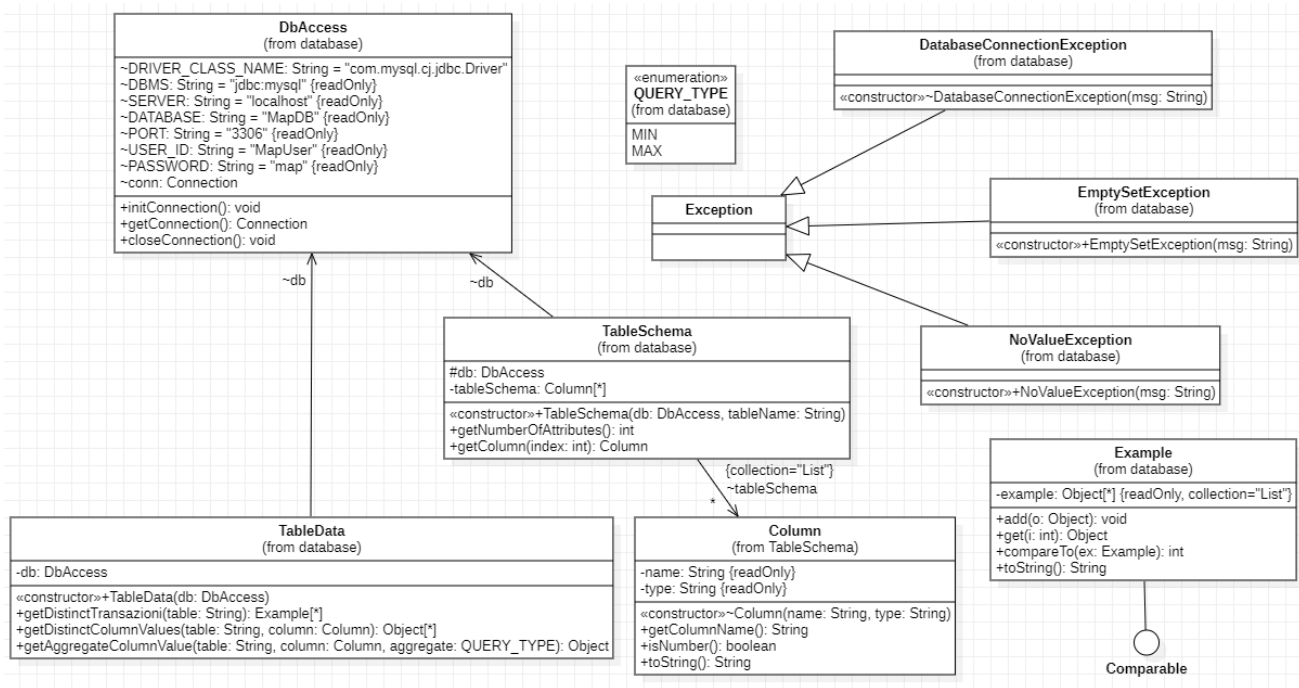 DbAccess
(from database)
~DRIVER_CLASS_NAME: String = "com.mysql.cj.jdbc.Driver"
~DBMS: String = "jdbc:mysql" {readOnly}
~SERVER: String = "localhost" {readOnly}
~DATABASE: String = "MapDB" {readOnly}
~PORT: String = "3306" {readOnly}
~USER_ID: String = "MapUser" {readOnly}
~PASSWORD: String = "map" {readOnly}
~conn: Connection
+initConnection(): void
+getConnection(): Connection
+closeConnection(): void
«enumeration»
QUERY_TYPE
(from database)
MIN
MAX
DatabaseConnectionException
(from database)
«constructor»~DatabaseConnectionException(msg: String)
Exception
EmptySetException
(from database)
«constructor»+EmptySetException(msg: String)
NoValueException
(from database)
«constructor»+NoValueException(msg: String)
~db
~db
TableSchema
(from database)
#db: DbAccess
-tableSchema: Column[*]
«constructor»+TableSchema(db: DbAccess, tableName: String)
+getNumberOfAttributes(): int
+getColumn(index: int): Column
{collection="List"}
~tableSchema
*
Example
(from database)
-example: Object[*] {readOnly, collection="List"}
+add(o: Object): void
+get(i: int): Object
+compareTo(ex: Example): int
+toString(): String
Comparable
TableData
(from database)
-db: DbAccess
«constructor»+TableData(db: DbAccess)
+getDistinctTransazioni(table: String): Example[*]
+getDistinctColumnValues(table: String, column: Column): Object[*]
+getAggregateColumnValue(table: String, column: Column, aggregate: QUERY_TYPE): Object
Column
(from TableSchema)
-name: String {readOnly}
-type: String {readOnly}
«constructor»~Column(name: String, type: String)
+getColumnName(): String
+isNumber(): boolean
+toString(): String